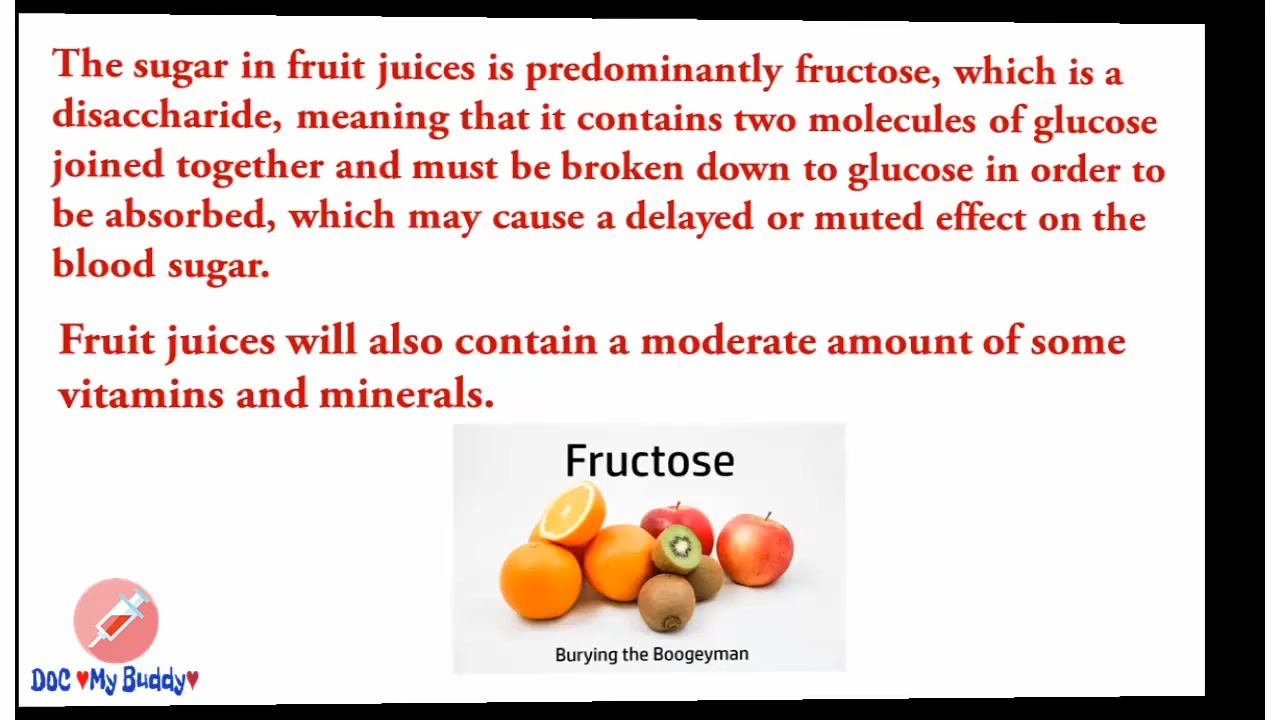 The sugar in fruit juices is predominantly fructose, which is a
disaccharide, meaning that it contains two molecules of glucose
joined together and must be broken down to glucose in order to
be absorbed, which may cause a delayed or muted effect on the
blood sugar.
Fruit juices will also contain a moderate amount of some
vitamins and minerals.
Fructose
Burying the Boogeyman
DoC ♥My Buddy♥